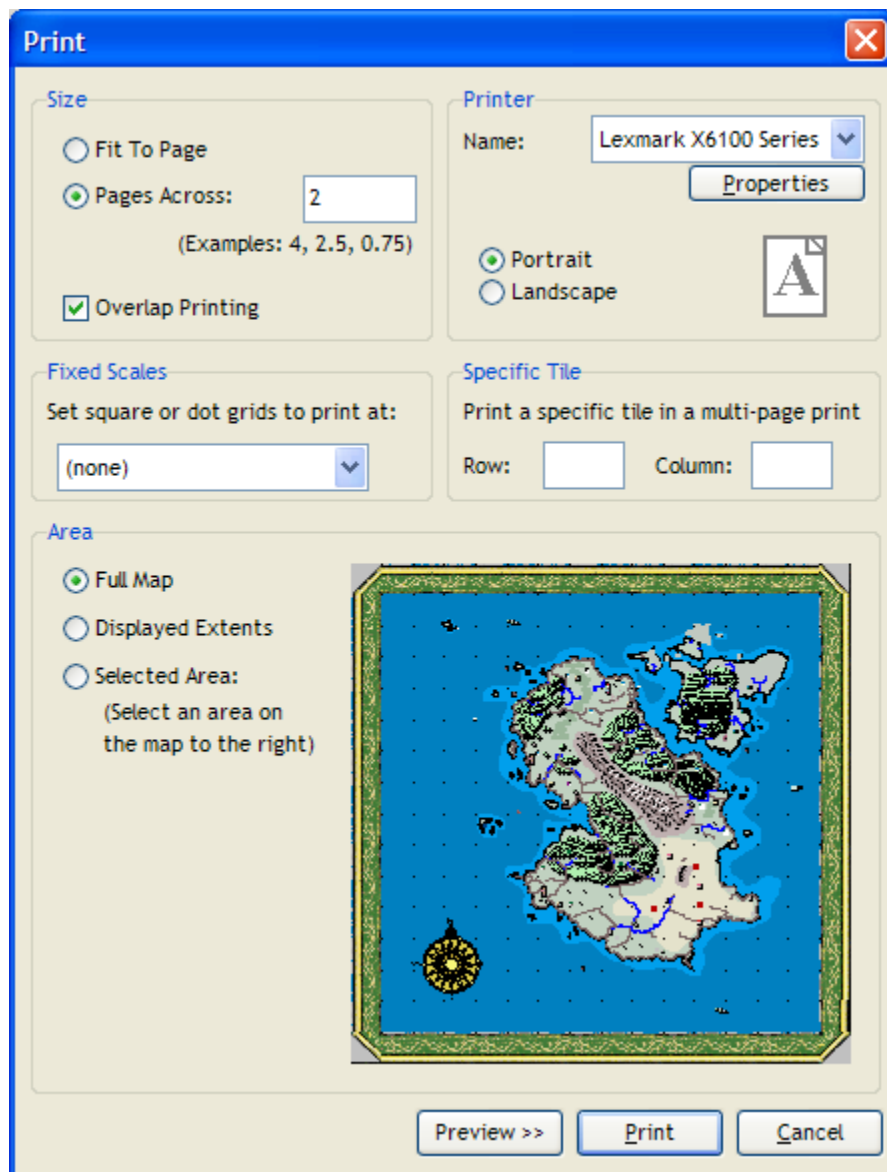 Print
Size
Fit To Page
Pages Across: 2
(Examples: 4, 2.5, 0.75)
Overlap Printing
Printer
Name: Lexmark X6100 Series
Properties
Portrait
Landscape
A
Fixed Scales
Set square or dot grids to print at:
(none)
Specific Tile
Print a specific tile in a multi-page print
Row: Column:
Area
Full Map
Displayed Extents
Selected Area:
(Select an area on
the map to the right)
Preview >> Print Cancel